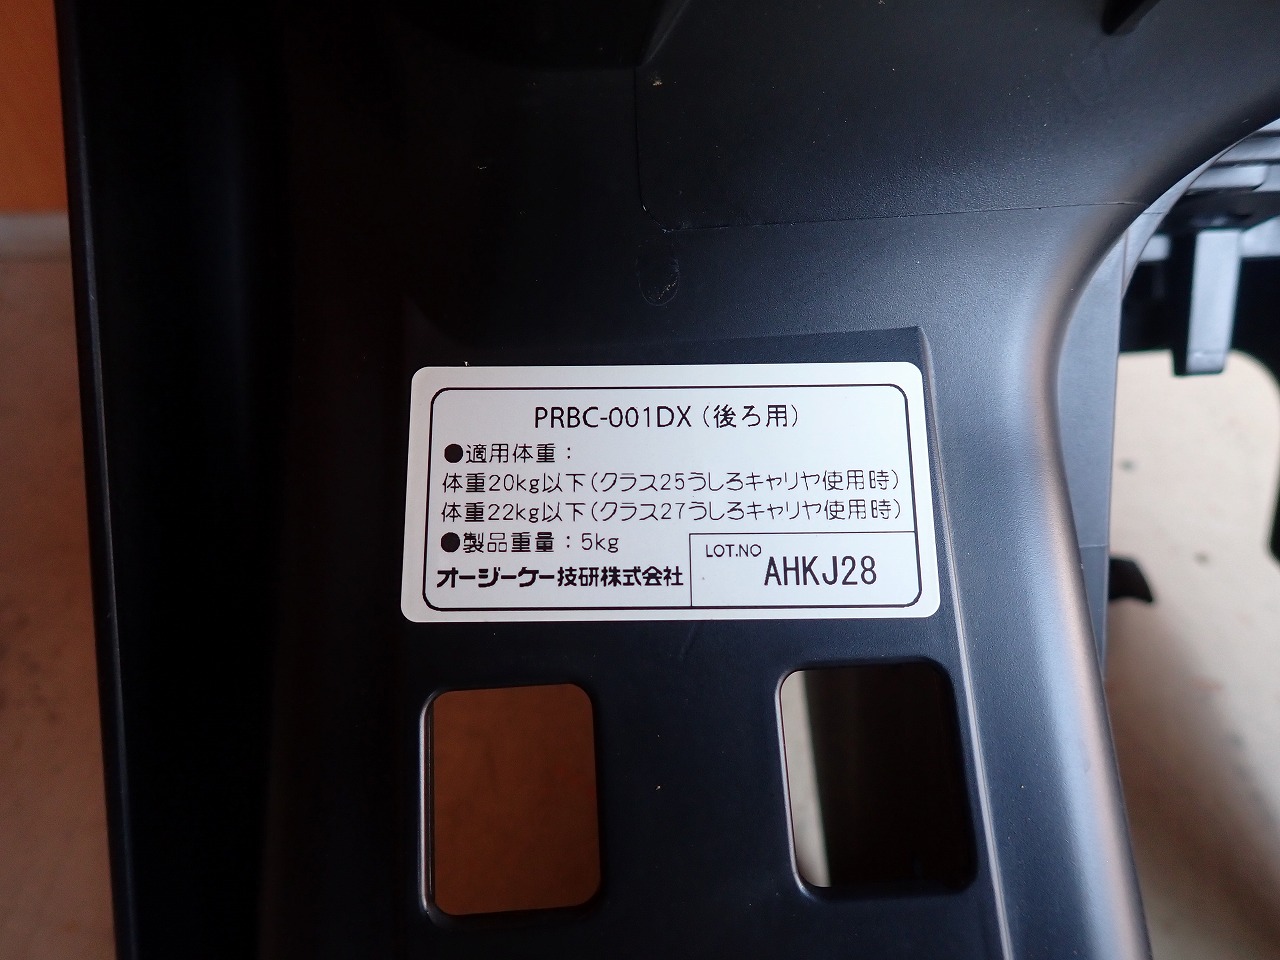 PRBC-001DX（後ろ用）
●適用体重：
体重20kg以下（クラス25うしろキャリヤ使用時）
体重22kg以下（クラス27うしろキャリヤ使用時）
●製品重量：5kg
オージーケー技研株式会社
LOT.NO
AHKJ28